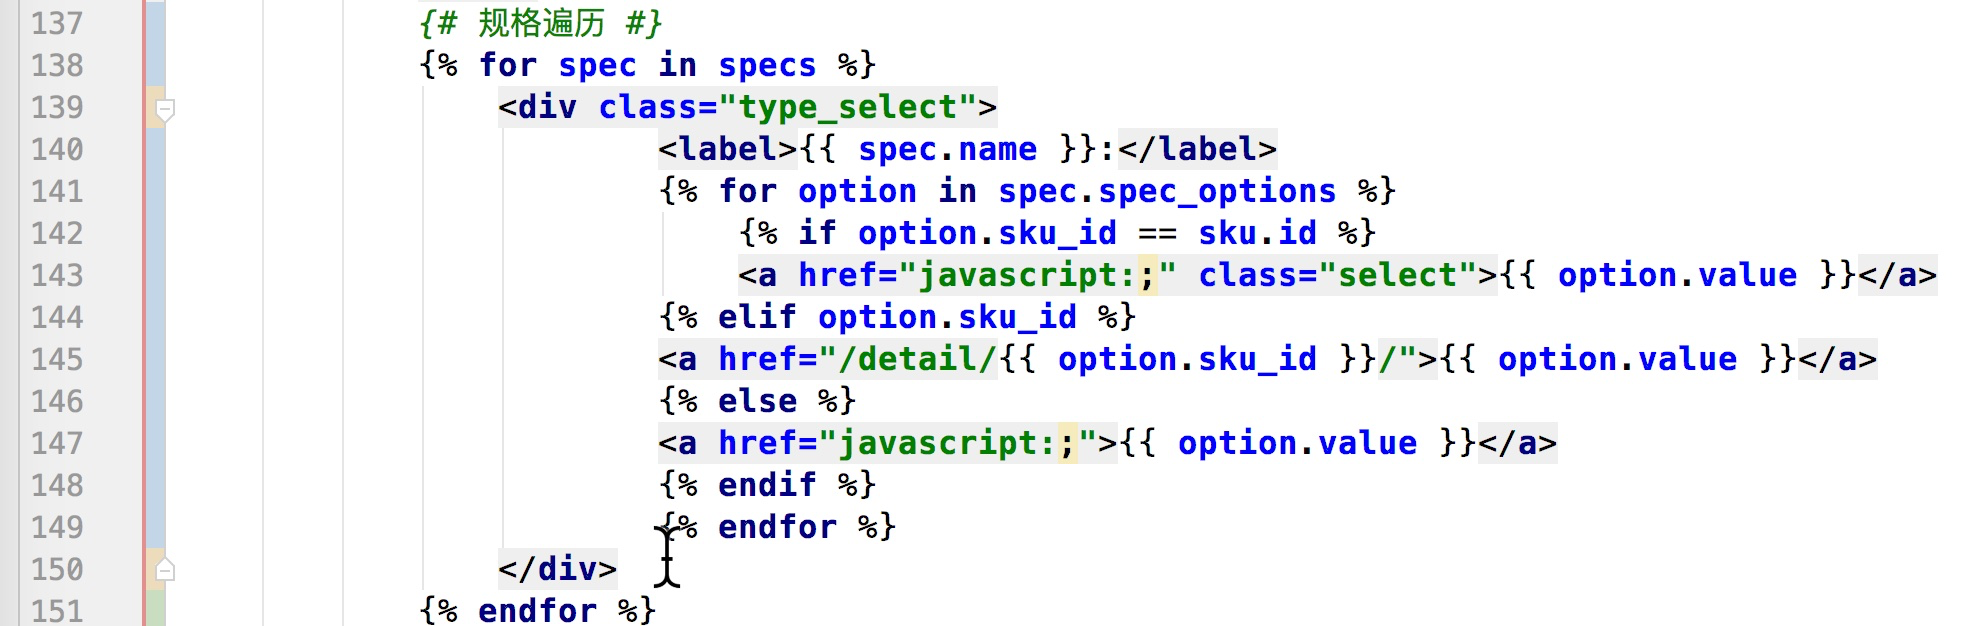 137 {# 规格遍历 #}
138 {% for spec in specs %}
139 <div class="type_select">
140 <label>{{ spec.name }}:</label>
141 {% for option in spec.spec_options %}
142 {% if option.sku_id == sku.id %}
143 <a href="javascript:;" class="select">{{ option.value }}</a>
144 {% elif option.sku_id %}
145 <a href="/detail/{{ option.sku_id }}/">{{ option.value }}</a>
146 {% else %}
147 <a href="javascript:;">{{ option.value }}</a>
148 {% endif %}
149 {% endfor %}
150 </div>
151 {% endfor %}